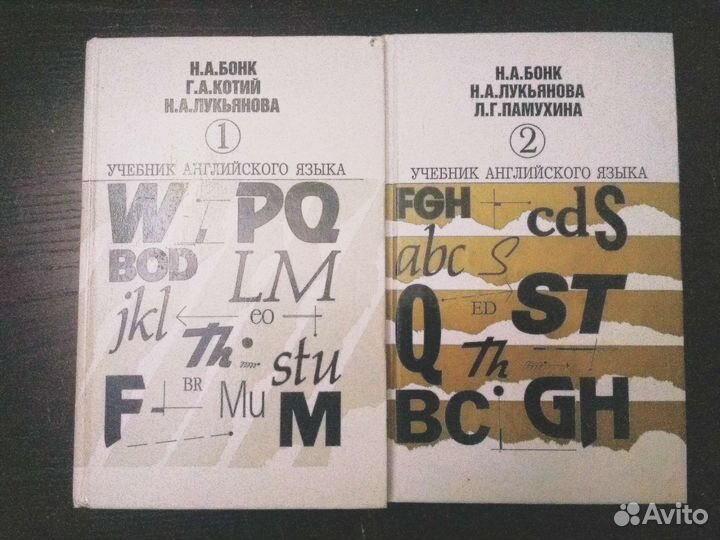 Н.А.БОНК
Г.А.КОТИЙ
Н.А.ЛУКЬЯНОВА
1
УЧЕБНИК АНГЛИЙСКОГО ЯЗЫКА
W PQ
BOD
LM
jkl
eo
Th
stu
BR
F
Mu
M
Н.А.БОНК
Н.А.ЛУКЬЯНОВА
Л.Г.ПАМУХИНА
2
УЧЕБНИК АНГЛИЙСКОГО ЯЗЫКА
FGH
cdS
abc S
ED
ST
Q
Th
BC
GH
Avito